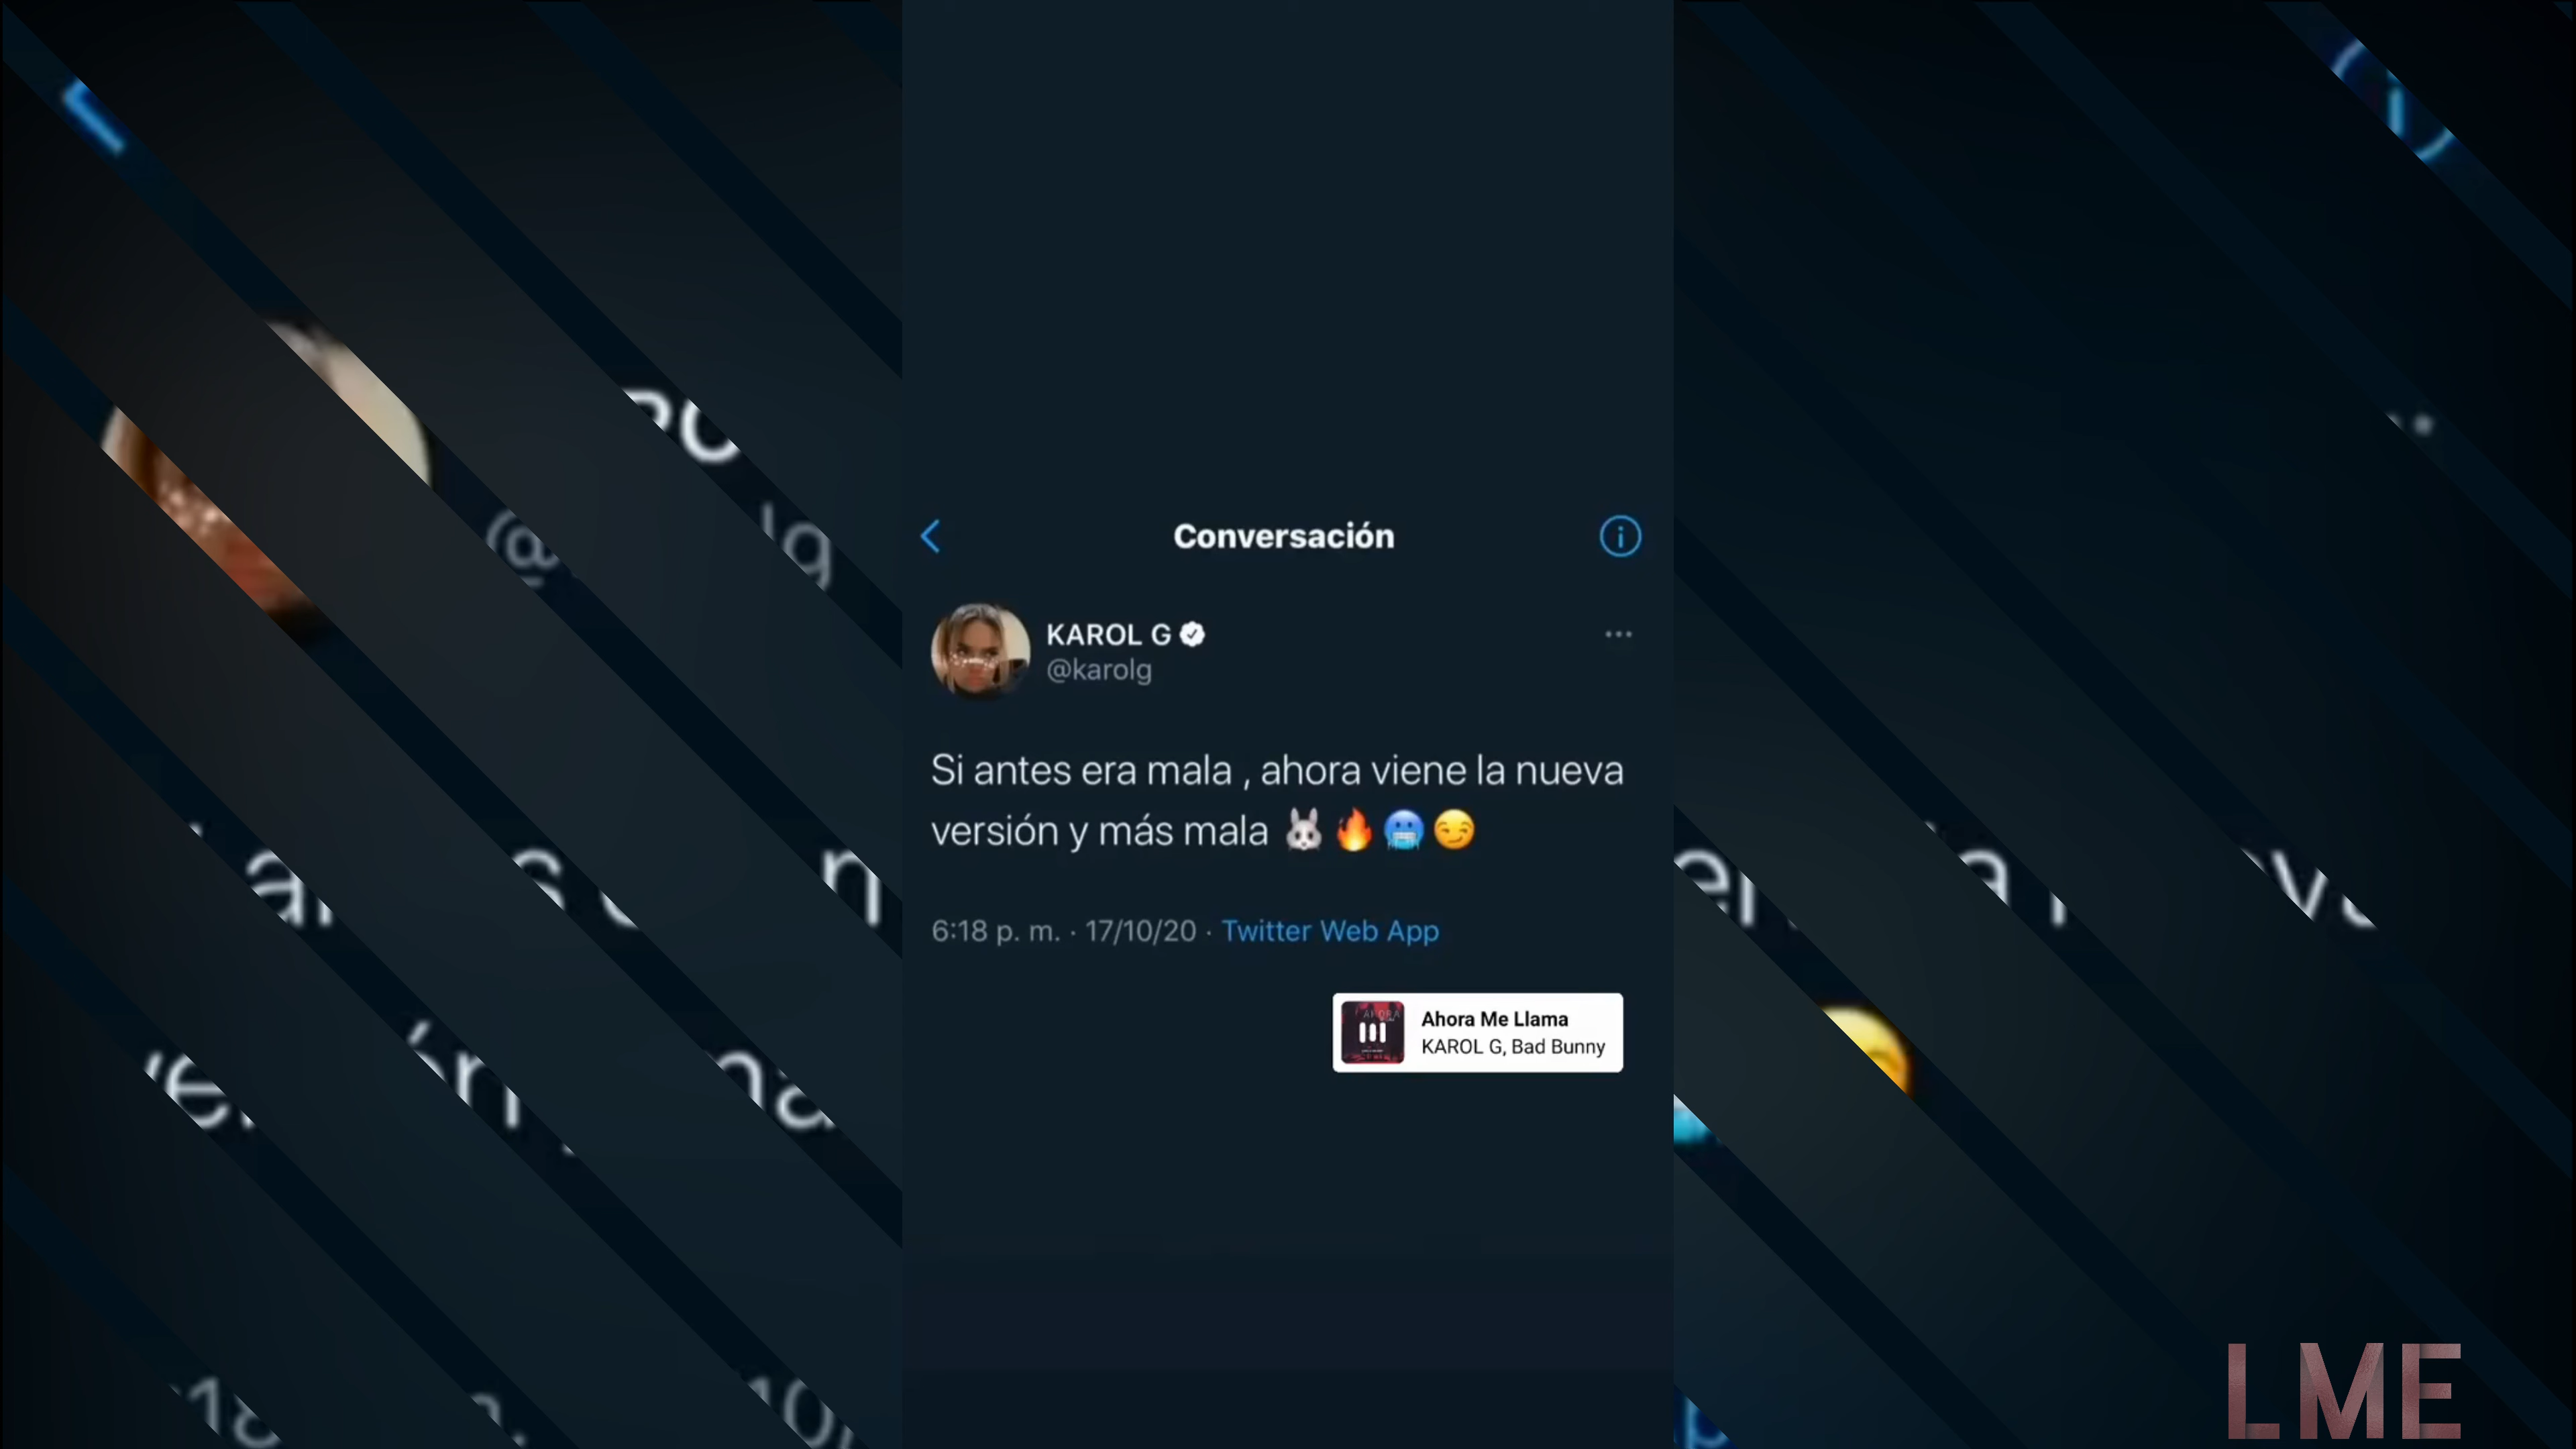 Conversación
KAROL G
@karolg
Si antes era mala , ahora viene la nueva
versión y más mala 🐰🔥🥶😏
6:18 p. m. · 17/10/20 · Twitter Web App
Ahora Me Llama
KAROL G, Bad Bunny
LME